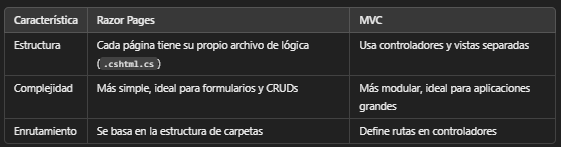 Característica Razor Pages MVC
Estructura Cada página tiene su propio archivo de lógica Usa controladores y vistas separadas
( .cshtml.cs )
Complejidad Más simple, ideal para formularios y CRUDs Más modular, ideal para aplicaciones
grandes
Enrutamiento Se basa en la estructura de carpetas Define rutas en controladores